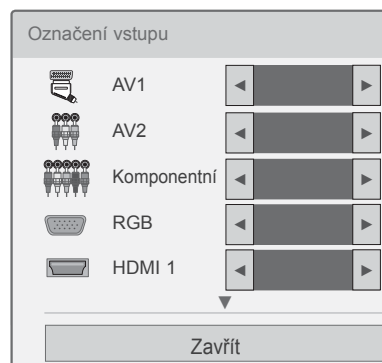 Označení vstupu
AV1
AV2
Komponentní
RGB
HDMI 1
Zavřít